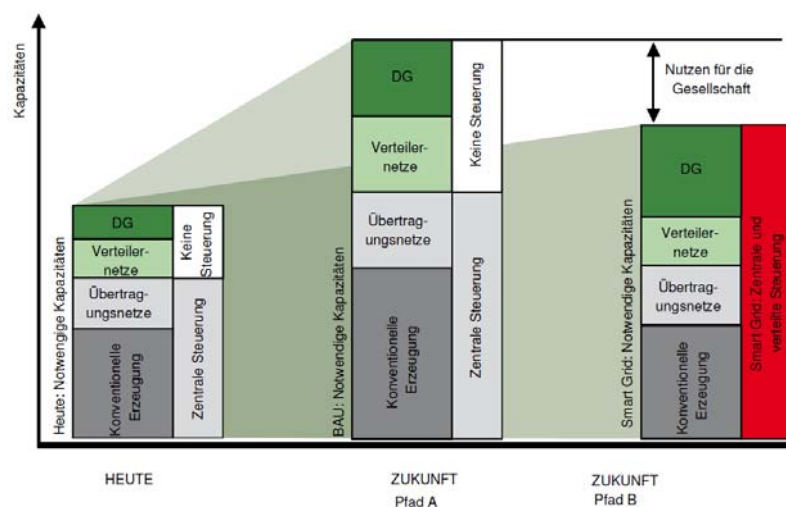 Kapazitäten
Heute: Notwengige Kapazitäten
DG
Verteiler-
netze
Übertrag-
ungsnetze
Konventionelle
Erzeugung
Keine
Steuerung
Zentrale Steuerung
BAU: Notwendige Kapazitäten
DG
Verteiler-
netze
Übertrag-
ungsnetze
Konventionelle
Erzeugung
Keine Steuerung
Zentrale Steuerung
Nutzen für die
Gesellschaft
Smart Grid: Notwendige Kapazitäten
DG
Verteiler-
netze
Übertrag-
ungsnetze
Konventionelle
Erzeugung
Smart Grid: Zentrale und
verteilte Steuerung
HEUTE
ZUKUNFT
Pfad A
ZUKUNFT
Pfad B